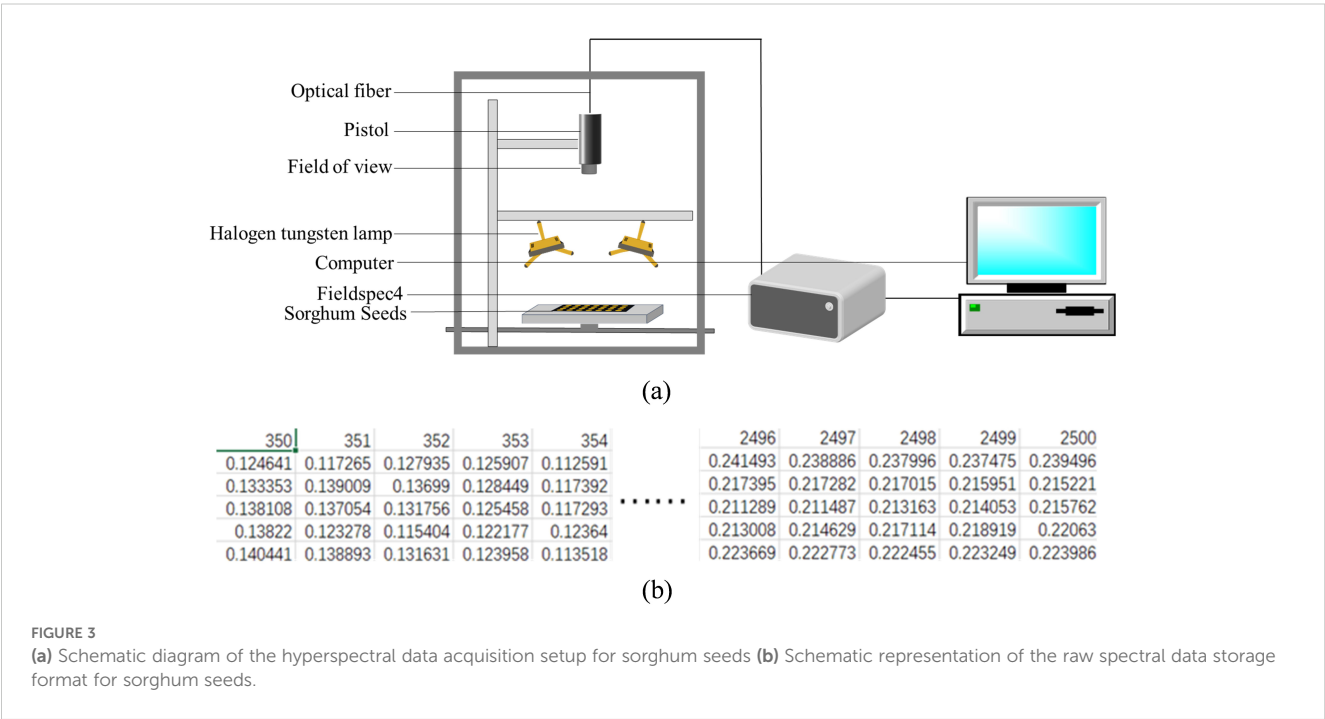 Optical fiber
Pistol
Field of view
Halogen tungsten lamp
Computer
Fieldspec4
Sorghum Seeds
(a)
350 351 352 353 354 2496 2497 2498 2499 2500
0.124641 0.117265 0.127935 0.125907 0.112591 0.241493 0.238886 0.237996 0.237475 0.239496
0.133353 0.139009 0.13699 0.128449 0.117392 0.217395 0.217282 0.217015 0.215951 0.215221
0.138108 0.137054 0.131756 0.125458 0.117293 ...... 0.211289 0.211487 0.213163 0.214053 0.215762
0.13822 0.123278 0.115404 0.122177 0.12364 0.213008 0.214629 0.217114 0.218919 0.22063
0.140441 0.138893 0.131631 0.123958 0.113518 0.223669 0.222773 0.222455 0.223249 0.223986
(b)
FIGURE 3
(a) Schematic diagram of the hyperspectral data acquisition setup for sorghum seeds (b) Schematic representation of the raw spectral data storage
format for sorghum seeds.